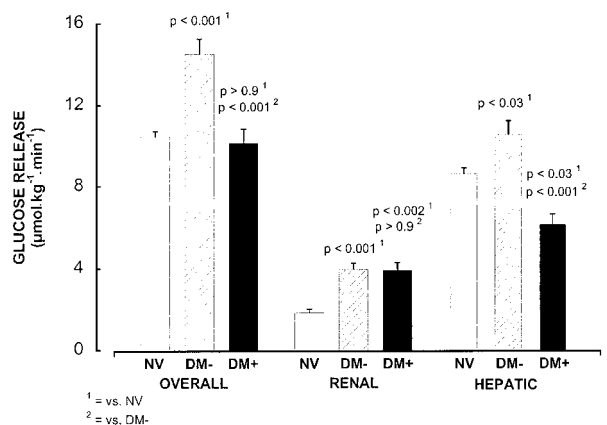 GLUCOSE RELEASE
(µmol.kg⁻¹.min⁻¹)
16
12
8
4
0
p < 0.001 ¹
p > 0.9 ¹
p < 0.001 ²
p < 0.001 ¹
p < 0.002 ¹
p > 0.9 ²
p < 0.03 ¹
p < 0.03 ¹
p < 0.001 ²
NV DM- DM+ NV DM- DM+ NV DM- DM+
OVERALL RENAL HEPATIC
¹ = vs. NV
² = vs. DM-